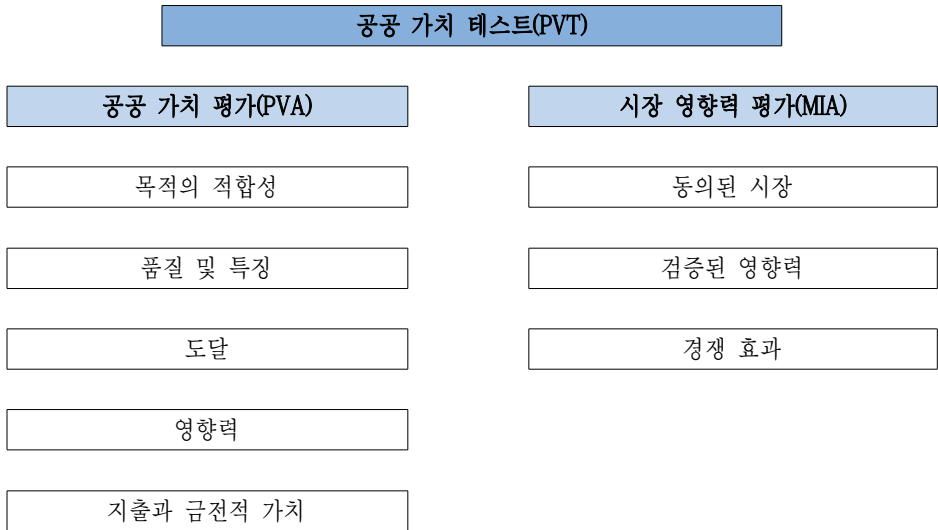 공공 가치 테스트(PVT)
공공 가치 평가(PVA)
목적의 적합성
품질 및 특징
도달
영향력
지출과 금전적 가치
시장 영향력 평가(MIA)
동의된 시장
검증된 영향력
경쟁 효과